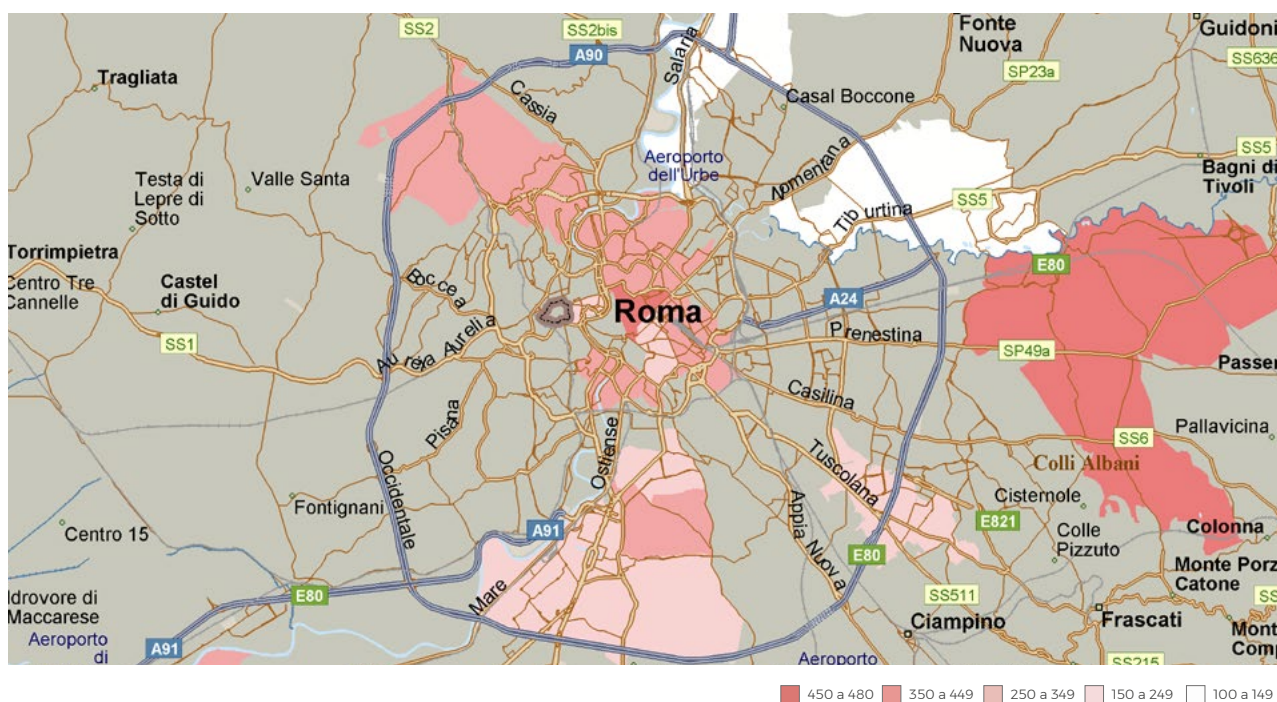 SS2
SS2bis
Fonte
Nuova
Guidoni
A90
Salaria
SS636
Tragliata
SP23a
Cassia
Casal Boccone
Aeroporto
dell'Urbe
Nomentana
SS5
Bagni di
Tivoli
Testa di
Lepre di
Sotto
Valle Santa
SS5
Tiburtina
Torrimpietra
Centro Tre
Cannelle
Boccea
E80
Castel
di Guido
Roma
A24
SS1
Aurelia Aurelia
Prenestina
SP49a
Passer
Casilina
Pisana
SS6
Pallavicina
Occidentale
Ostiense
Tuscolana
Colli Albani
Fontignani
Appia Nuova
Cisternole
Centro 15
A91
E821
Colle
Pizzuto
Colonna
E80
Monte Porz
Catone
Mare
E80
SS511
SS
Idrovore di
Maccarese
Ciampino
Frascati
Aeroporto
di
A91
Mont
Comp
Aeroporto
SS215
450 a 480
350 a 449
250 a 349
150 a 249
100 a 149